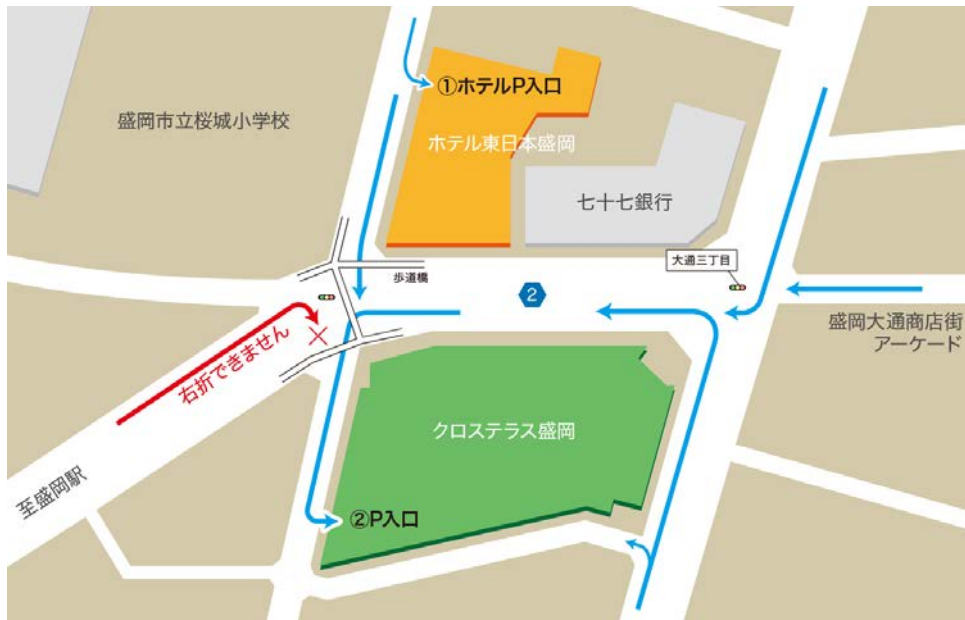 ①ホテルP入口
盛岡市立桜城小学校
ホテル東日本盛岡
七十七銀行
大通三丁目
歩道橋
2
盛岡大通商店街
アーケード
右折できません
クロステラス盛岡
至盛岡駅
②P入口